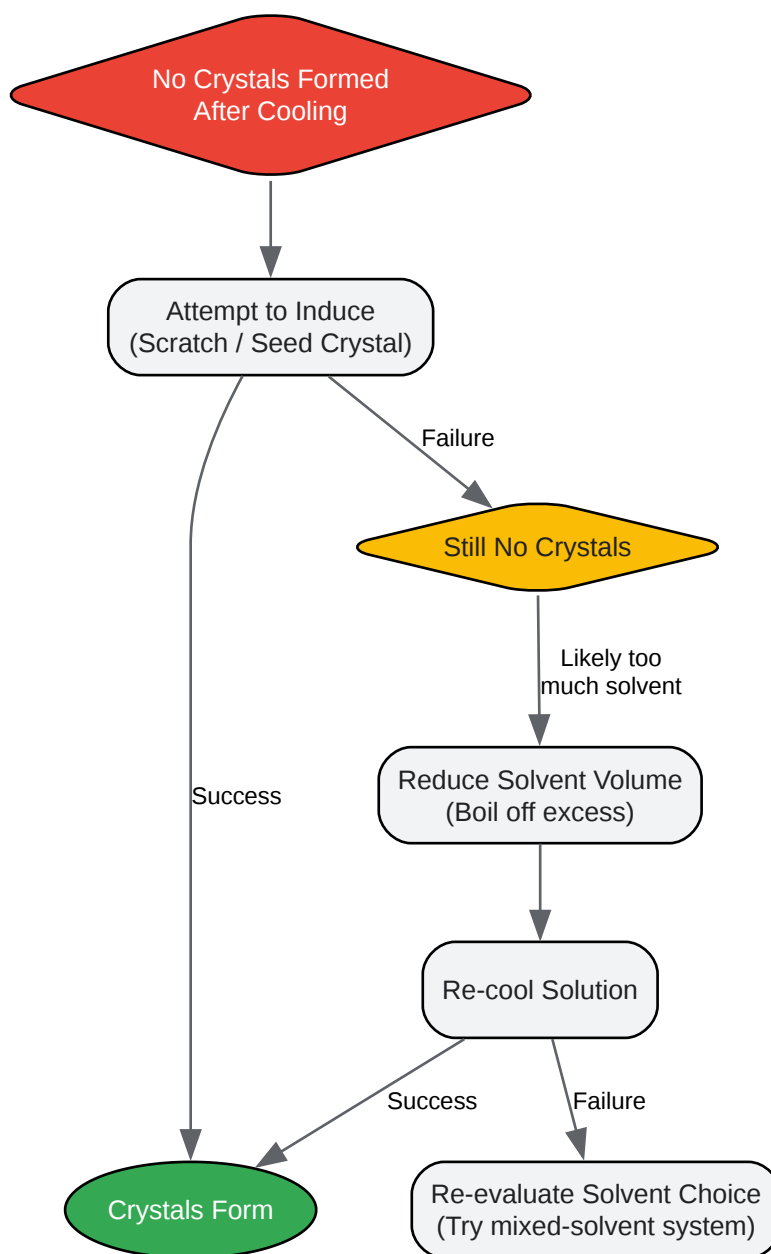 No Crystals Formed
After Cooling
Attempt to Induce
(Scratch / Seed Crystal)
Failure
Still No Crystals
Likely too
much solvent
Reduce Solvent Volume
(Boil off excess)
Success
Re-cool Solution
Success
Failure
Crystals Form
Re-evaluate Solvent Choice
(Try mixed-solvent system)